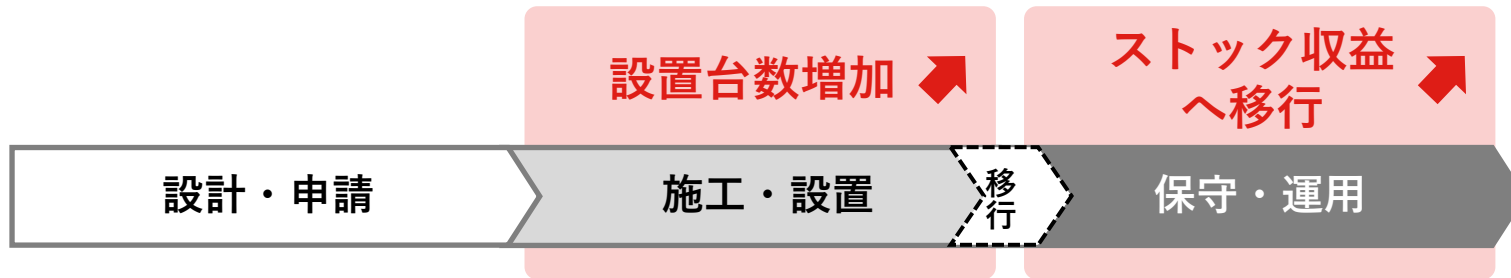 設置台数増加
ストック収益
へ移行
設計・申請
施工・設置
移
行
保守・運用